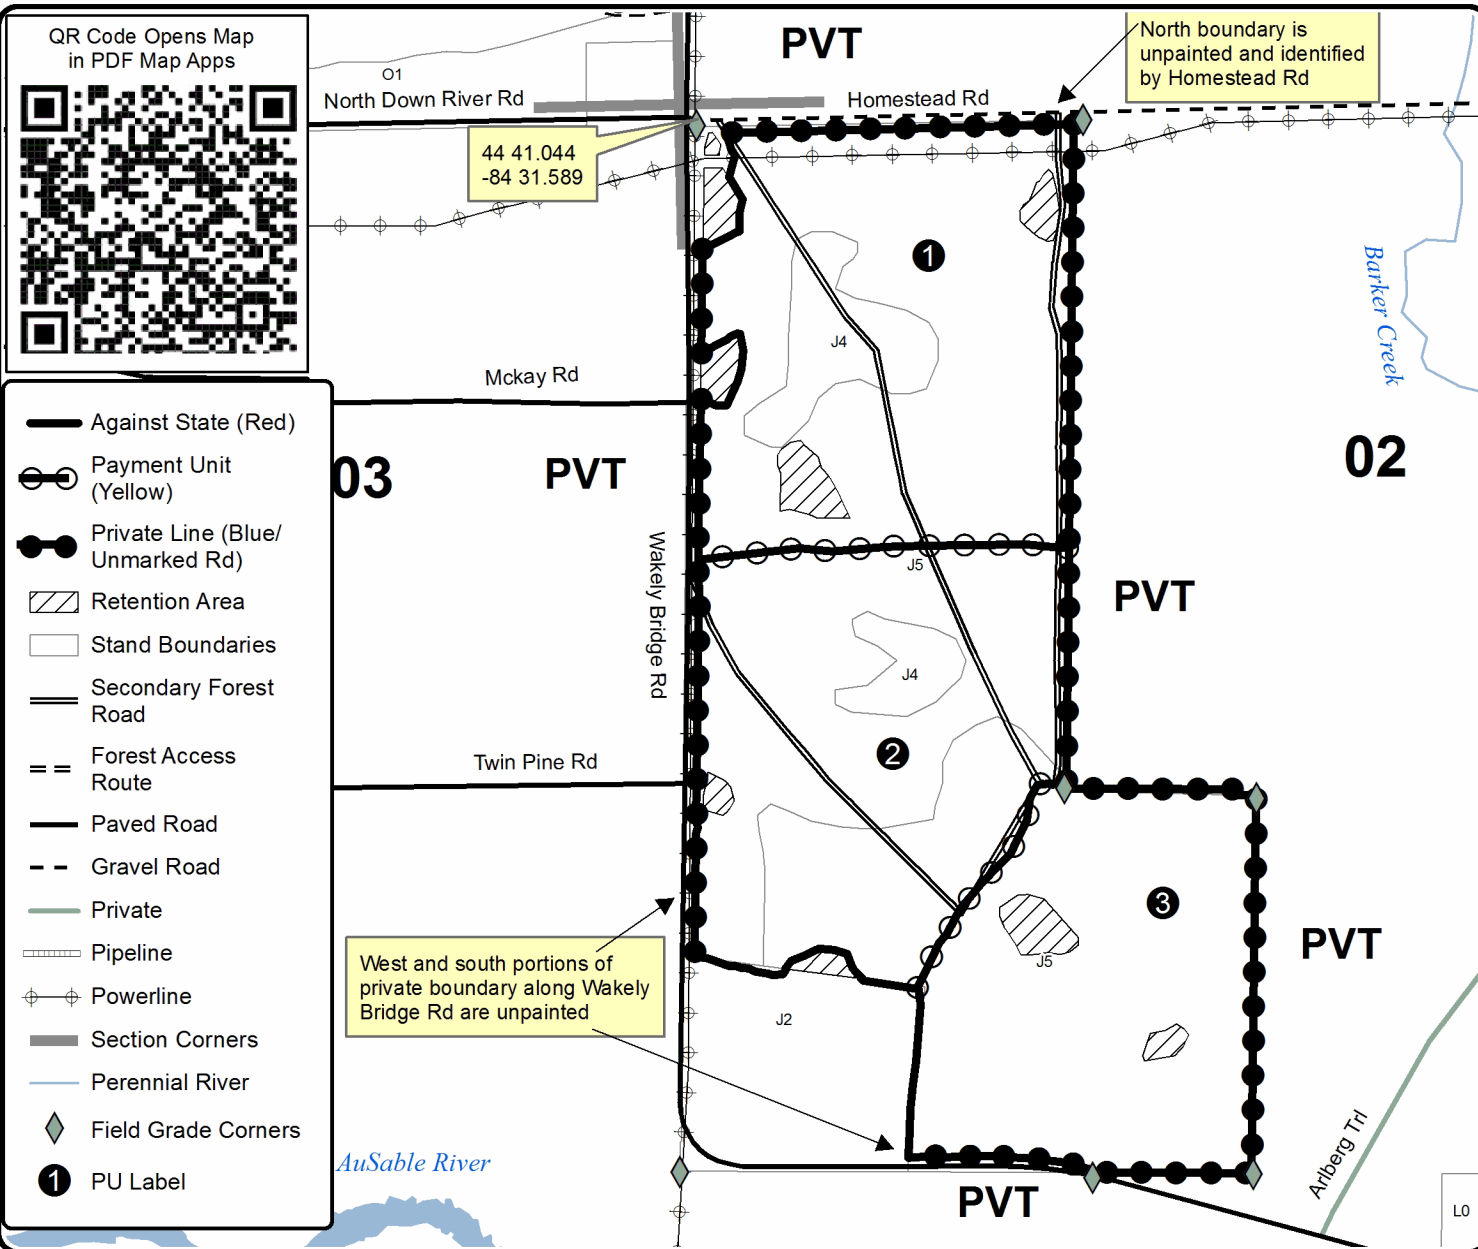 QR Code Opens Map
in PDF Map Apps
O1
North Down River Rd
PVT
Homestead Rd
North boundary is
unpainted and identified
by Homestead Rd
44 41.044
-84 31.589
1
Barker Creek
J4
Mckay Rd
03
PVT
02
Against State (Red)
Payment Unit
(Yellow)
Private Line (Blue/
Unmarked Rd)
Retention Area
Stand Boundaries
Secondary Forest
Road
Forest Access
Route
Paved Road
Gravel Road
Private
Pipeline
Powerline
Section Corners
Perennial River
Field Grade Corners
1 PU Label
Wakely Bridge Rd
J5
PVT
J4
2
Twin Pine Rd
3
PVT
J5
West and south portions of
private boundary along Wakely
Bridge Rd are unpainted
J2
AuSable River
Arlberg Trl
PVT
L0